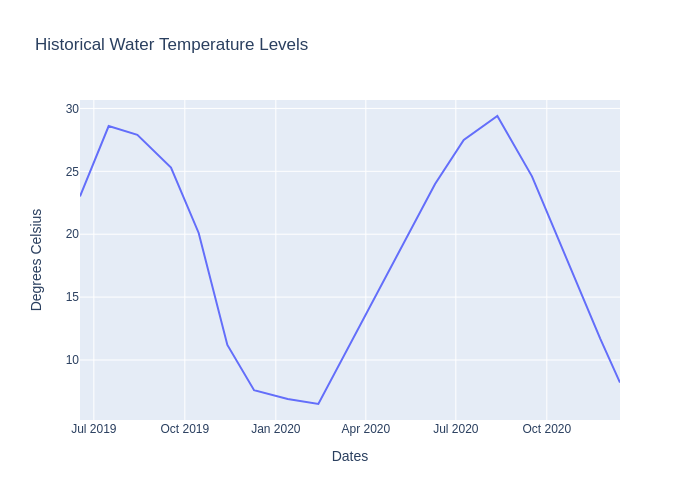 Historical Water Temperature Levels
30
25
20
15
10
Degrees Celsius
Jul 2019
Oct 2019
Jan 2020
Apr 2020
Jul 2020
Oct 2020
Dates